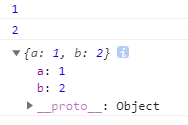 1
2
▼ {a: 1, b: 2} i
a: 1
b: 2
▶ __proto__: Object